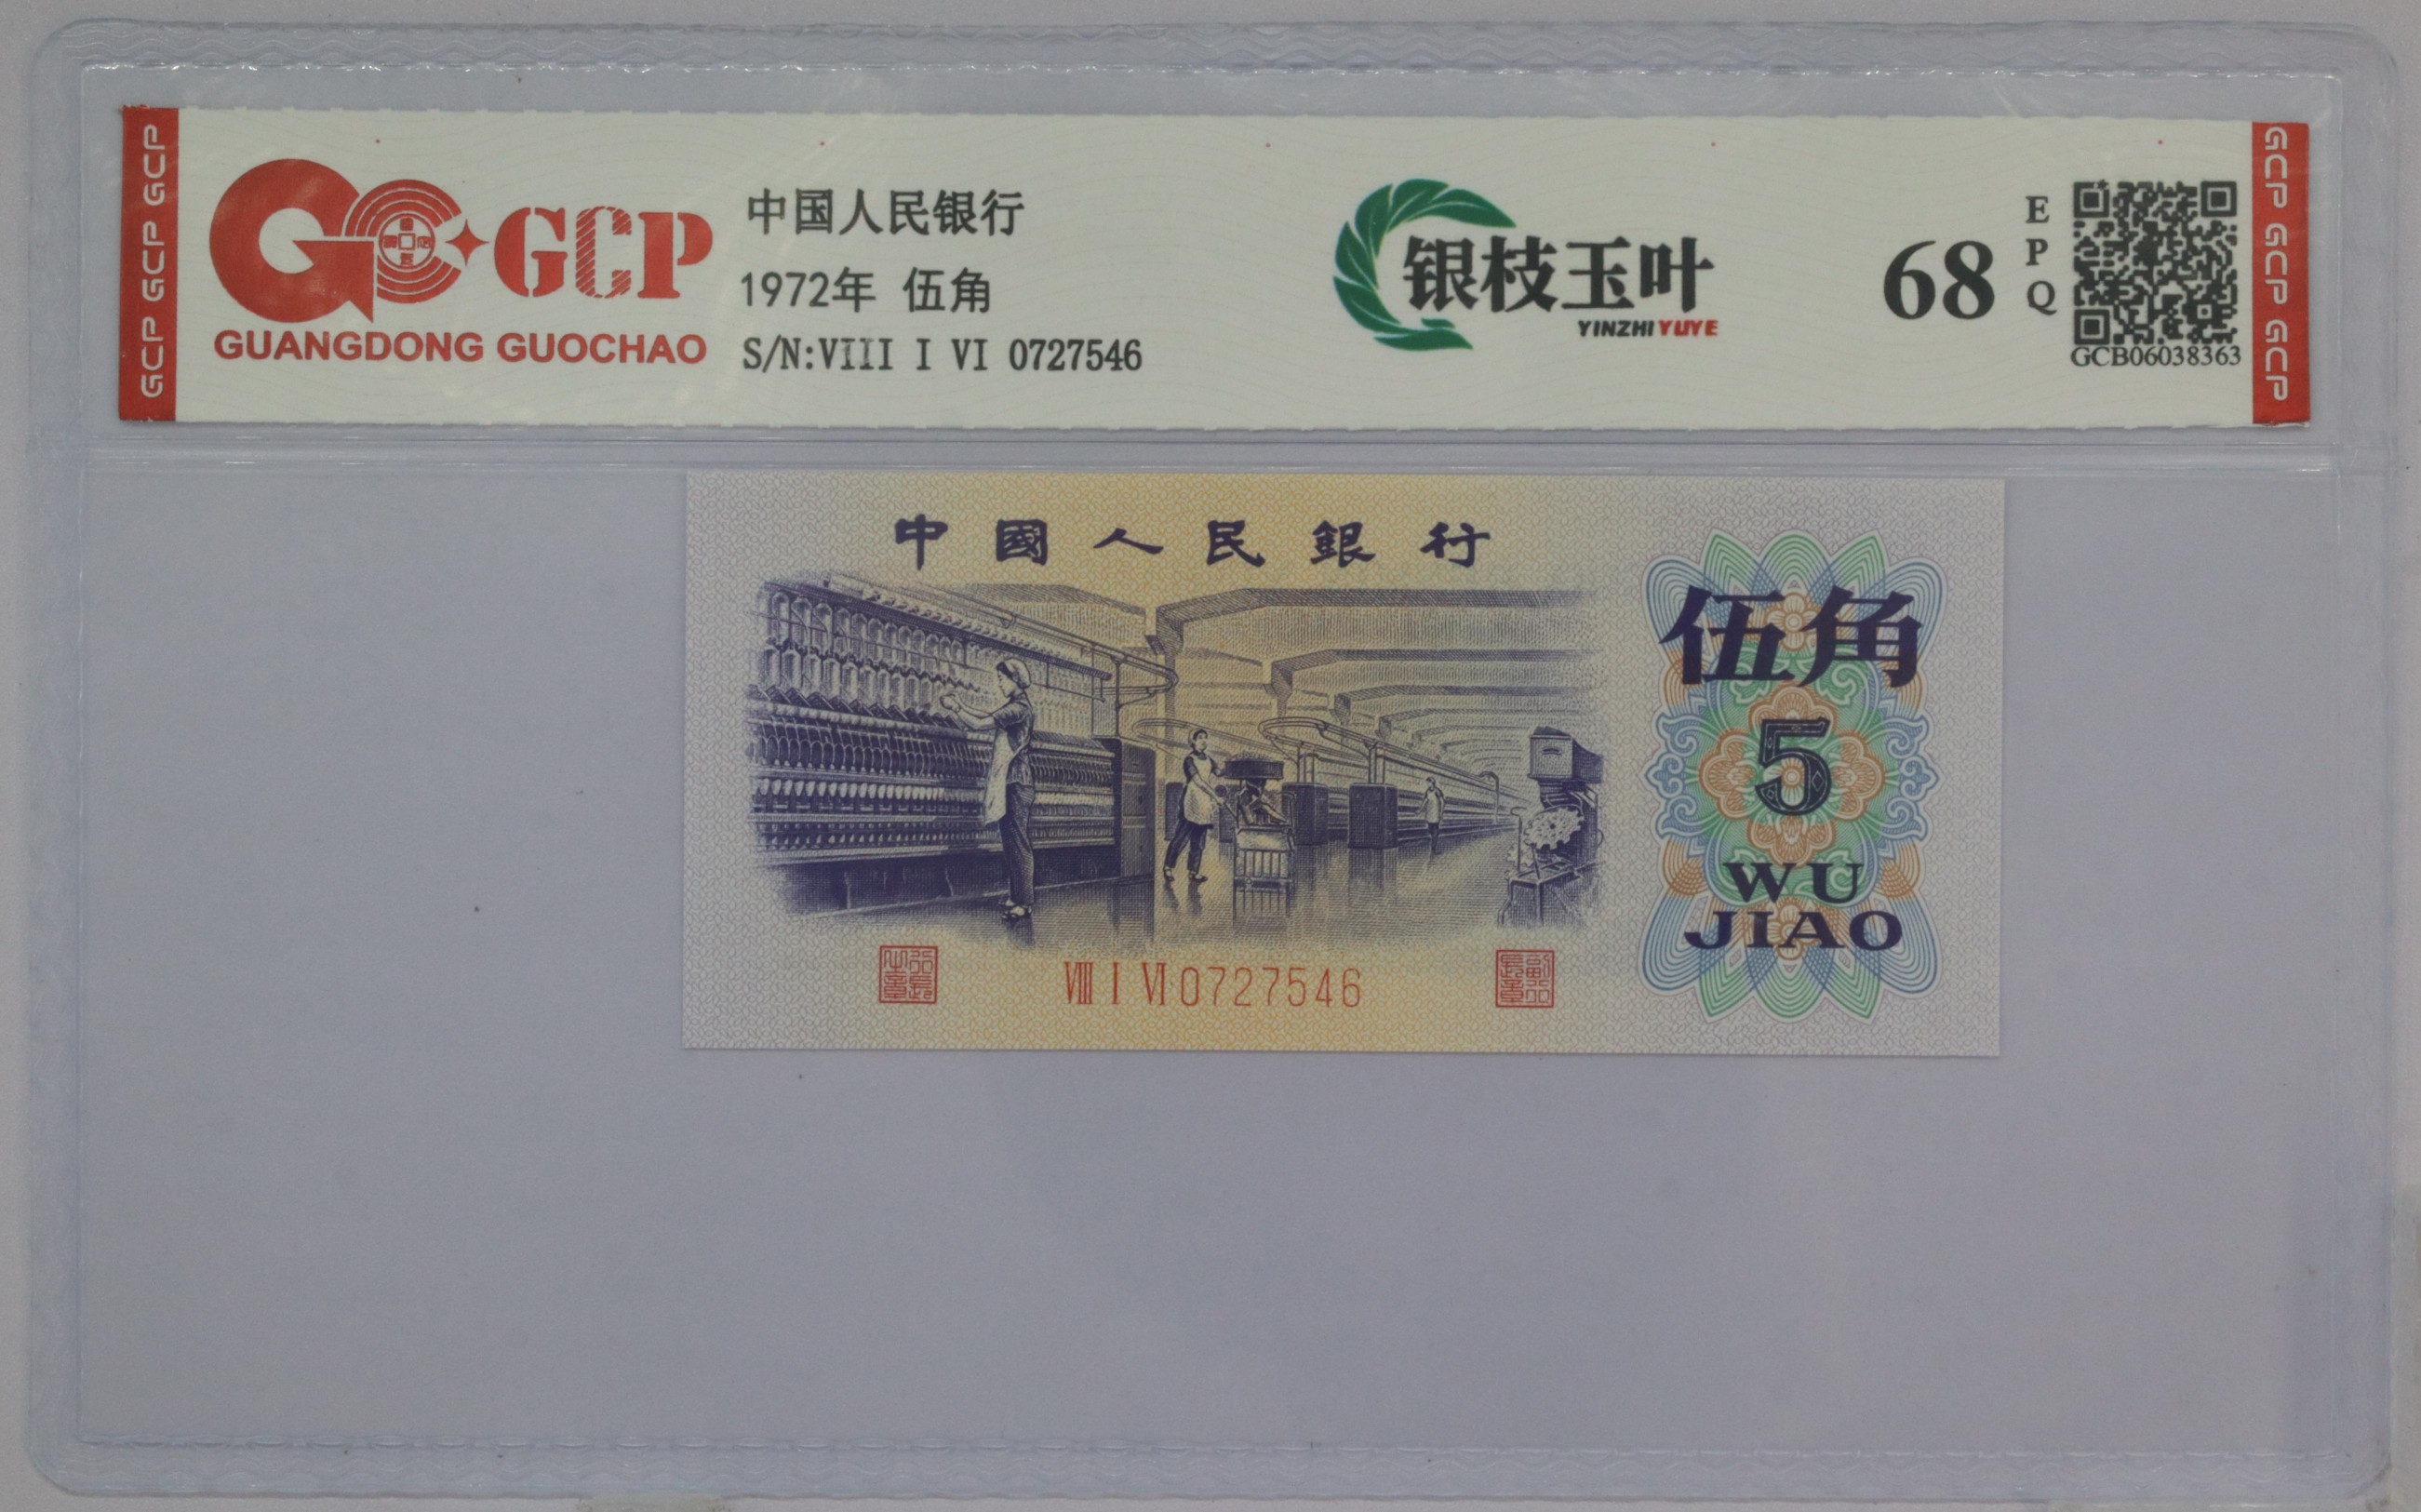 GCP GCP GCP
GCP
GUANGDONG GUOCHAO
中国人民银行
1972年 伍角
S/N:VIII I VI 0727546
银枝玉叶
YINZHIYUYE
68
EPQ
GCB06038363
GCP GCP GCP
中國人民銀行
伍角
5
WU
JIAO
VIII I VI 0727546